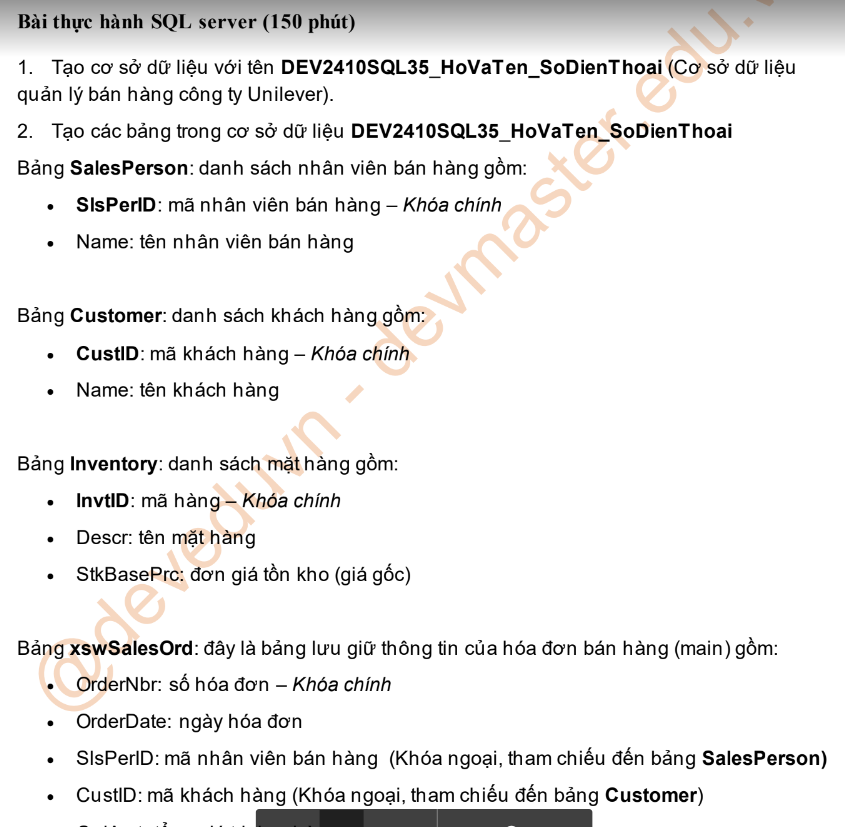 Bài thực hành SQL server (150 phút)
1. Tạo cơ sở dữ liệu với tên DEV2410SQL35_HoVaTen_SoDienThoai (Cơ sở dữ liệu
quản lý bán hàng công ty Unilever).
2. Tạo các bảng trong cơ sở dữ liệu DEV2410SQL35_HoVaTen_SoDienThoai
Bảng SalesPerson: danh sách nhân viên bán hàng gồm:
• SlsPerID: mã nhân viên bán hàng – Khóa chính
• Name: tên nhân viên bán hàng
Bảng Customer: danh sách khách hàng gồm:
• CustID: mã khách hàng – Khóa chính
• Name: tên khách hàng
Bảng Inventory: danh sách mặt hàng gồm:
• InvtID: mã hàng – Khóa chính
• Descr: tên mặt hàng
• StkBasePrc: đơn giá tồn kho (giá gốc)
Bảng xswSalesOrd: đây là bảng lưu giữ thông tin của hóa đơn bán hàng (main) gồm:
• OrderNbr: số hóa đơn – Khóa chính
• OrderDate: ngày hóa đơn
• SlsPerID: mã nhân viên bán hàng (Khóa ngoại, tham chiếu đến bảng SalesPerson)
• CustID: mã khách hàng (Khóa ngoại, tham chiếu đến bảng Customer)
@deveduvn - devmaster.edu.v